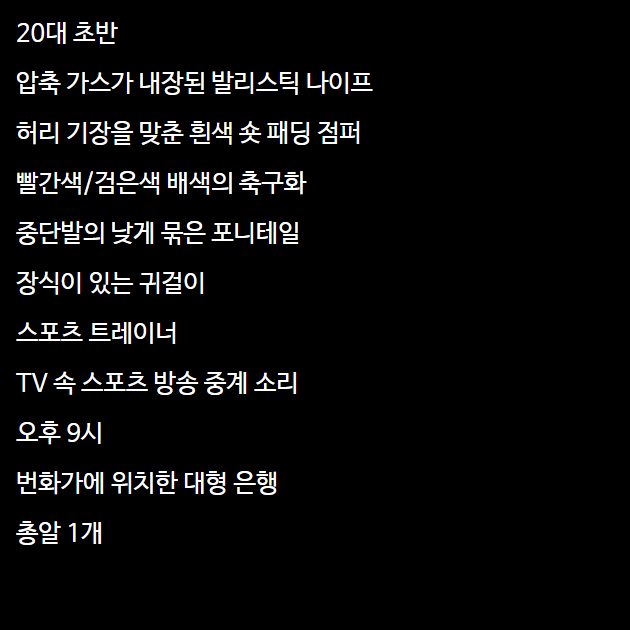 20대 초반
압축 가스가 내장된 발리스틱 나이프
허리 기장을 맞춘 흰색 숏 패딩 점퍼
빨간색/검은색 배색의 축구화
중단발의 낮게 묶은 포니테일
장식이 있는 귀걸이
스포츠 트레이너
TV 속 스포츠 방송 중계 소리
오후 9시
번화가에 위치한 대형 은행
총알 1개